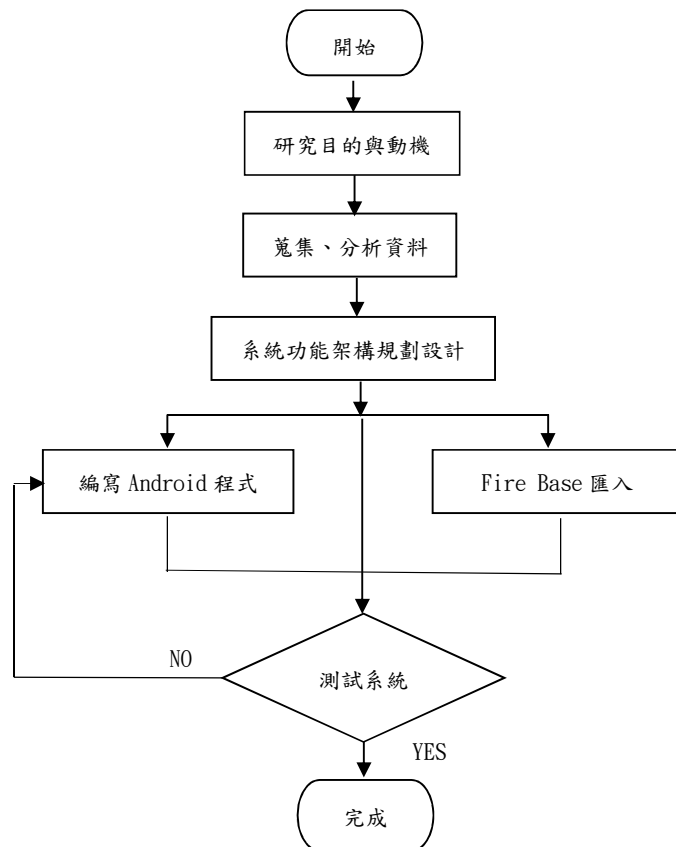 開始
研究目的與動機
蒐集、分析資料
系統功能架構規劃設計
編寫 Android 程式
Fire Base 匯入
NO
測試系統
YES
完成